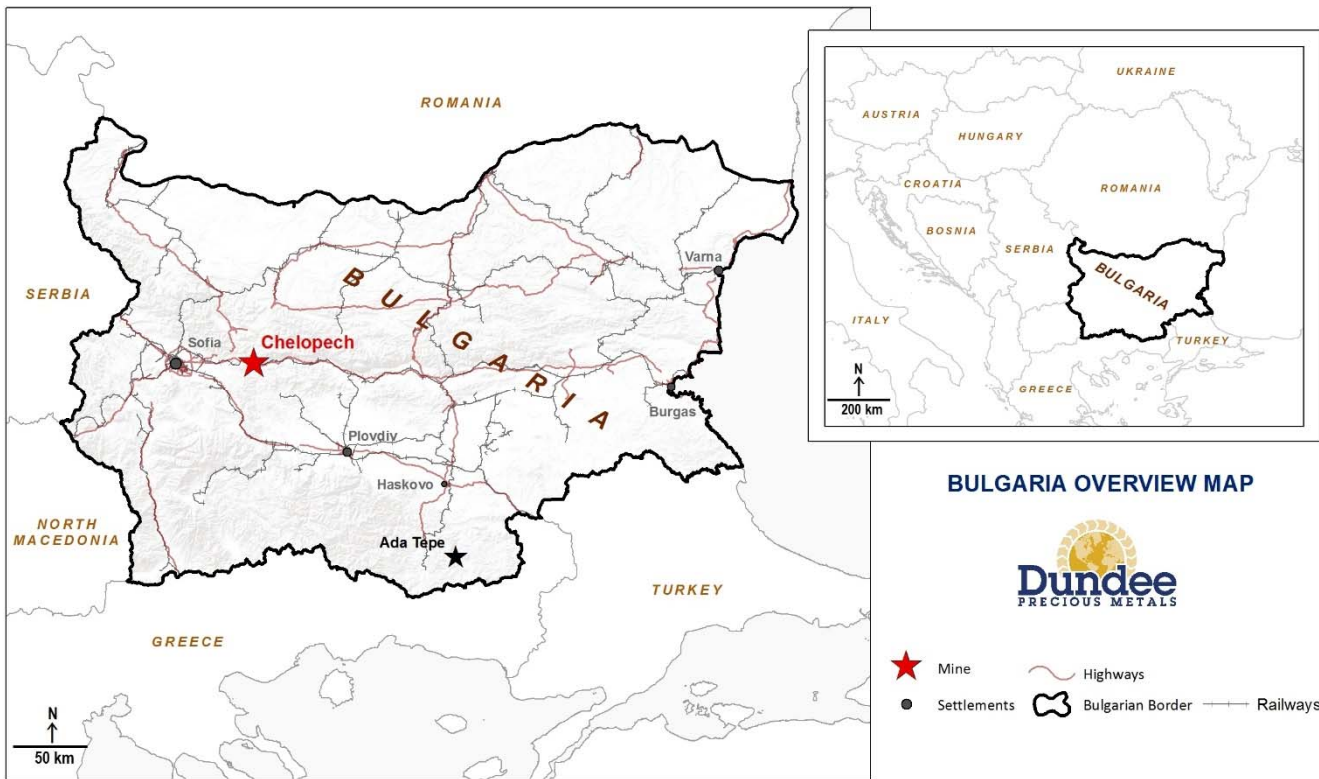 ROMANIA
SERBIA
BULGARIA
Varna
Sofia
Chelopech
Burgas
Plovdiv
Haskovo
Ada Tepe
NORTH
MACEDONIA
TURKEY
GREECE
N
50 km
UKRAINE
AUSTRIA
HUNGARY
CROATIA
ROMANIA
BOSNIA
SERBIA
BULGARIA
ITALY
TURKEY
GREECE
N
200 km
BULGARIA OVERVIEW MAP
Dundee
PRECIOUS METALS
Mine
Highways
Settlements
Bulgarian Border
Railways